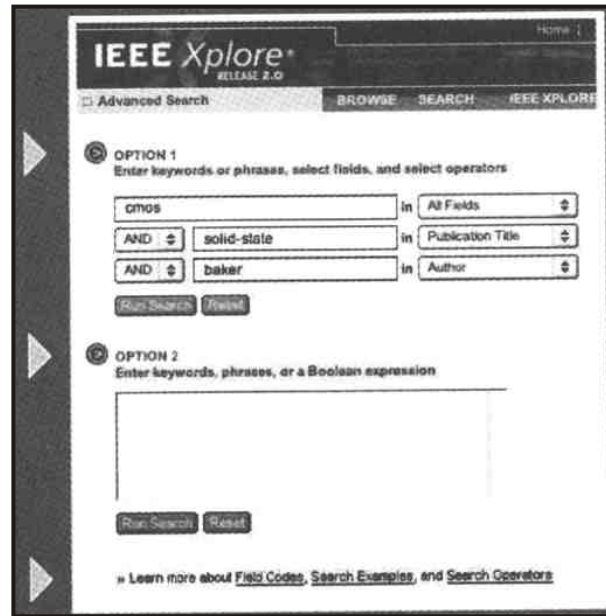 Home |
IEEE Xplore®
RELEASE 2.0
Advanced Search
BROWSE SEARCH IEEE XPLORE
OPTION 1
Enter keywords or phrases, select fields, and select operators
cmos in All Fields
AND solid-state in Publication Title
AND baker in Author
Run Search Reset
OPTION 2
Enter keywords, phrases, or a Boolean expression
Run Search Reset
» Learn more about Field Codes, Search Examples, and Search Operators